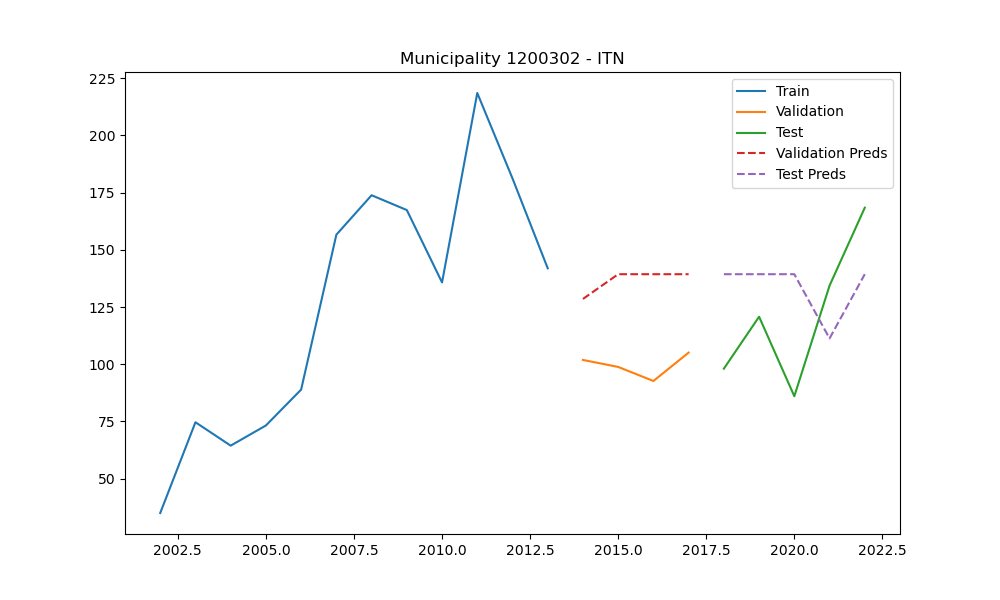 Municipality 1200302 - ITN
225
200
175
150
125
100
75
50
Train
Validation
Test
Validation Preds
Test Preds
2002.5 2005.0 2007.5 2010.0 2012.5 2015.0 2017.5 2020.0 2022.5